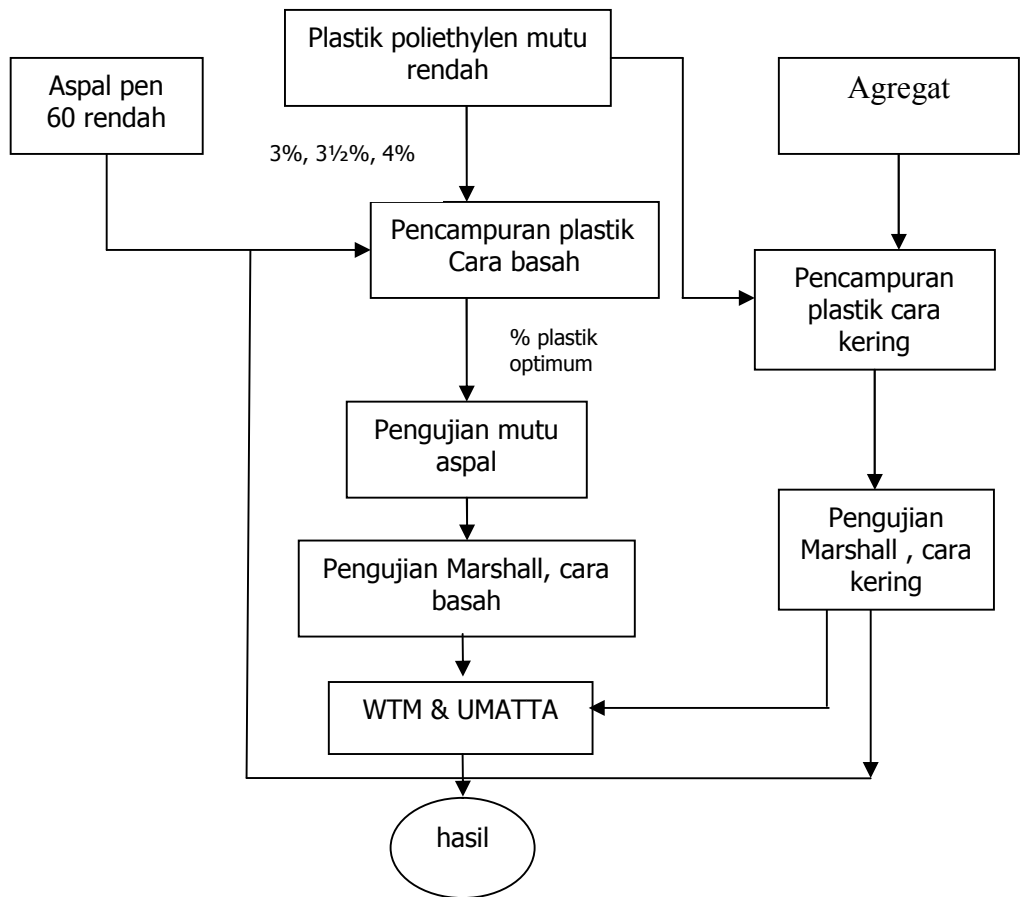 Plastik poliethylen mutu
rendah
Aspal pen
60 rendah
Agregat
3%, 3½%, 4%
Pencampuran plastik
Cara basah
Pencampuran
plastik cara
kering
% plastik
optimum
Pengujian mutu
aspal
Pengujian
Marshall , cara
kering
Pengujian Marshall, cara
basah
WTM & UMATTA
hasil